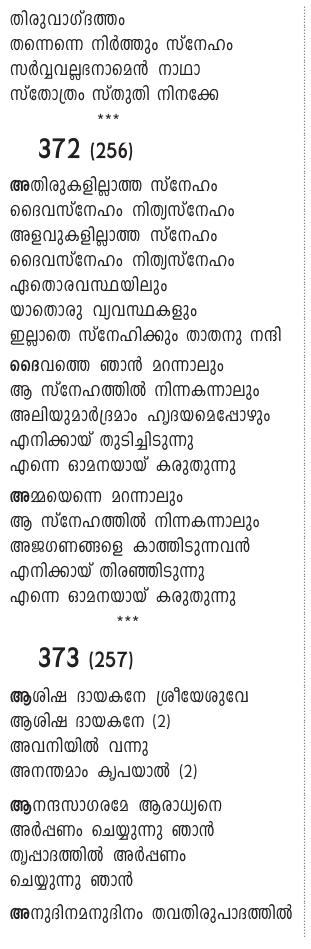 തിരുവാഗ്ദത്തം
തന്നെന്നെ നിർത്തും സ്നേഹം
സർവ്വവല്ലഭനാമെൻ നാഥാ
സ്തോത്രം സ്തുതി നിനക്കേ
***
372 (256)
അതിരുകളില്ലാത്ത സ്നേഹം
ദൈവസ്നേഹം നിത്യസ്നേഹം
അളവുകളില്ലാത്ത സ്നേഹം
ദൈവസ്നേഹം നിത്യസ്നേഹം
ഏതൊരവസ്ഥയിലും
യാതൊരു വ്യവസ്ഥകളും
ഇല്ലാതെ സ്നേഹിക്കും താതനു നന്ദി
ദൈവത്തെ ഞാൻ മറന്നാലും
ആ സ്നേഹത്തിൽ നിന്നകന്നാലും
അലിയുമാർദ്രമാം ഹൃദയമെപ്പോഴും
എനിക്കായ് തുടിച്ചിടുന്നു
എന്നെ ഓമനയായ് കരുതുന്നു
അമ്മയെന്നെ മറന്നാലും
ആ സ്നേഹത്തിൽ നിന്നകന്നാലും
അജഗണങ്ങളെ കാത്തിടുന്നവൻ
എനിക്കായ് തിരഞ്ഞിടുന്നു
എന്നെ ഓമനയായ് കരുതുന്നു
***
373 (257)
ആശിഷ ദായകനേ ശ്രീയേശുവേ
ആശിഷ ദായകനേ (2)
അവനിയിൽ വന്നു
അനന്തമാം കൃപയാൽ (2)
ആനന്ദസാഗരമേ ആരാധ്യനെ
അർപ്പണം ചെയ്യുന്നു ഞാൻ
തൃപ്പാദത്തിൽ അർപ്പണം
ചെയ്യുന്നു ഞാൻ
അനുദിനമനുദിനം തവതിരുപാദത്തിൽ